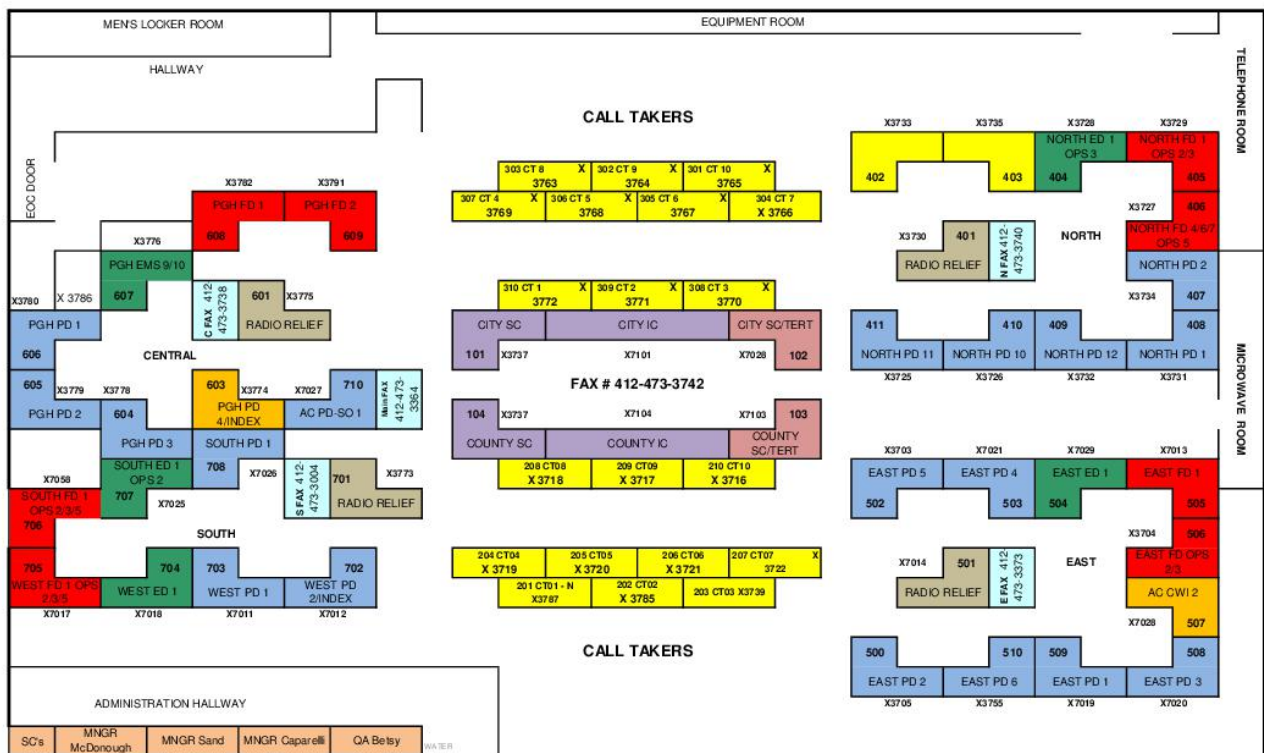 MEN'S LOCKER ROOM
EQUIPMENT ROOM
HALLWAY
TELEPHONE ROOM
MICROWAVE ROOM
EOC DOOR
CALL TAKERS
303 CT 8 X
3763
302 CT 9 X
3764
301 CT 10 X
3765
307 CT 4 X
3769
306 CT 5 X
3768
305 CT 6 X
3767
304 CT 7
X 3766
310 CT 1 X
3772
309 CT 2 X
3771
308 CT 3 X
3770
CITY SC
CITY IC
CITY SC/TERT
101
X3737
X7101
X7028
102
FAX # 412-473-3742
104
X3737
X7104
X7103
103
COUNTY SC
COUNTY IC
COUNTY
SC/TERT
208 CT08
X 3718
209 CT09
X 3717
210 CT10
X 3716
204 CT04
X 3719
205 CT05
X 3720
206 CT06
X 3721
207 CT07 X
3722
201 CT01 - N
X3787
202 CT02
X 3785
203 CT03 X3739
CALL TAKERS
X3782
X3791
PGH FD 1
PGH FD 2
608
609
X3776
PGH EMS 9/10
607
C FAX 412-
473-3738
601
X3775
RADIO RELIEF
X3780
X 3786
PGH PD 1
606
CENTRAL
605
X3779
X3778
603
X3774
X7027
710
Main FAX
412-473-
3364
PGH PD 2
604
PGH PD
4/INDEX
AC PD-SO 1
PGH PD 3
SOUTH PD 1
X7058
SOUTH ED 1
OPS 2
708
X7026
S FAX 412-
473-3004
701
X3773
RADIO RELIEF
SOUTH FD 1
OPS 2/3/5
706
707
X7025
SOUTH
705
704
703
702
WEST FD 1 OPS
2/3/5
WEST ED 1
WEST PD 1
WEST PD
2/INDEX
X7017
X7018
X7011
X7012
X3733
X3735
X3728
X3729
402
403
NORTH ED 1
OPS 3
404
NORTH FD 1
OPS 2/3
405
406
X3727
NORTH FD 4/6/7
OPS 5
X3730
401
N FAX 412-
473-3740
RADIO RELIEF
NORTH
NORTH PD 2
X3734
407
411
410
409
408
NORTH PD 11
NORTH PD 10
NORTH PD 12
NORTH PD 1
X3725
X3726
X3732
X3731
X3703
X7021
X7029
X7013
EAST PD 5
EAST PD 4
EAST ED 1
EAST FD 1
502
503
504
505
X3704
506
EAST FD OPS
2/3
X7014
501
E FAX 412-
473-3373
RADIO RELIEF
EAST
AC CWI 2
X7028
507
500
510
509
508
EAST PD 2
EAST PD 6
EAST PD 1
EAST PD 3
X3705
X3755
X7019
X7020
ADMINISTRATION HALLWAY
SC's
MNGR
McDonough
MNGR Sand
MNGR Caparelli
QA Betsy
WATER